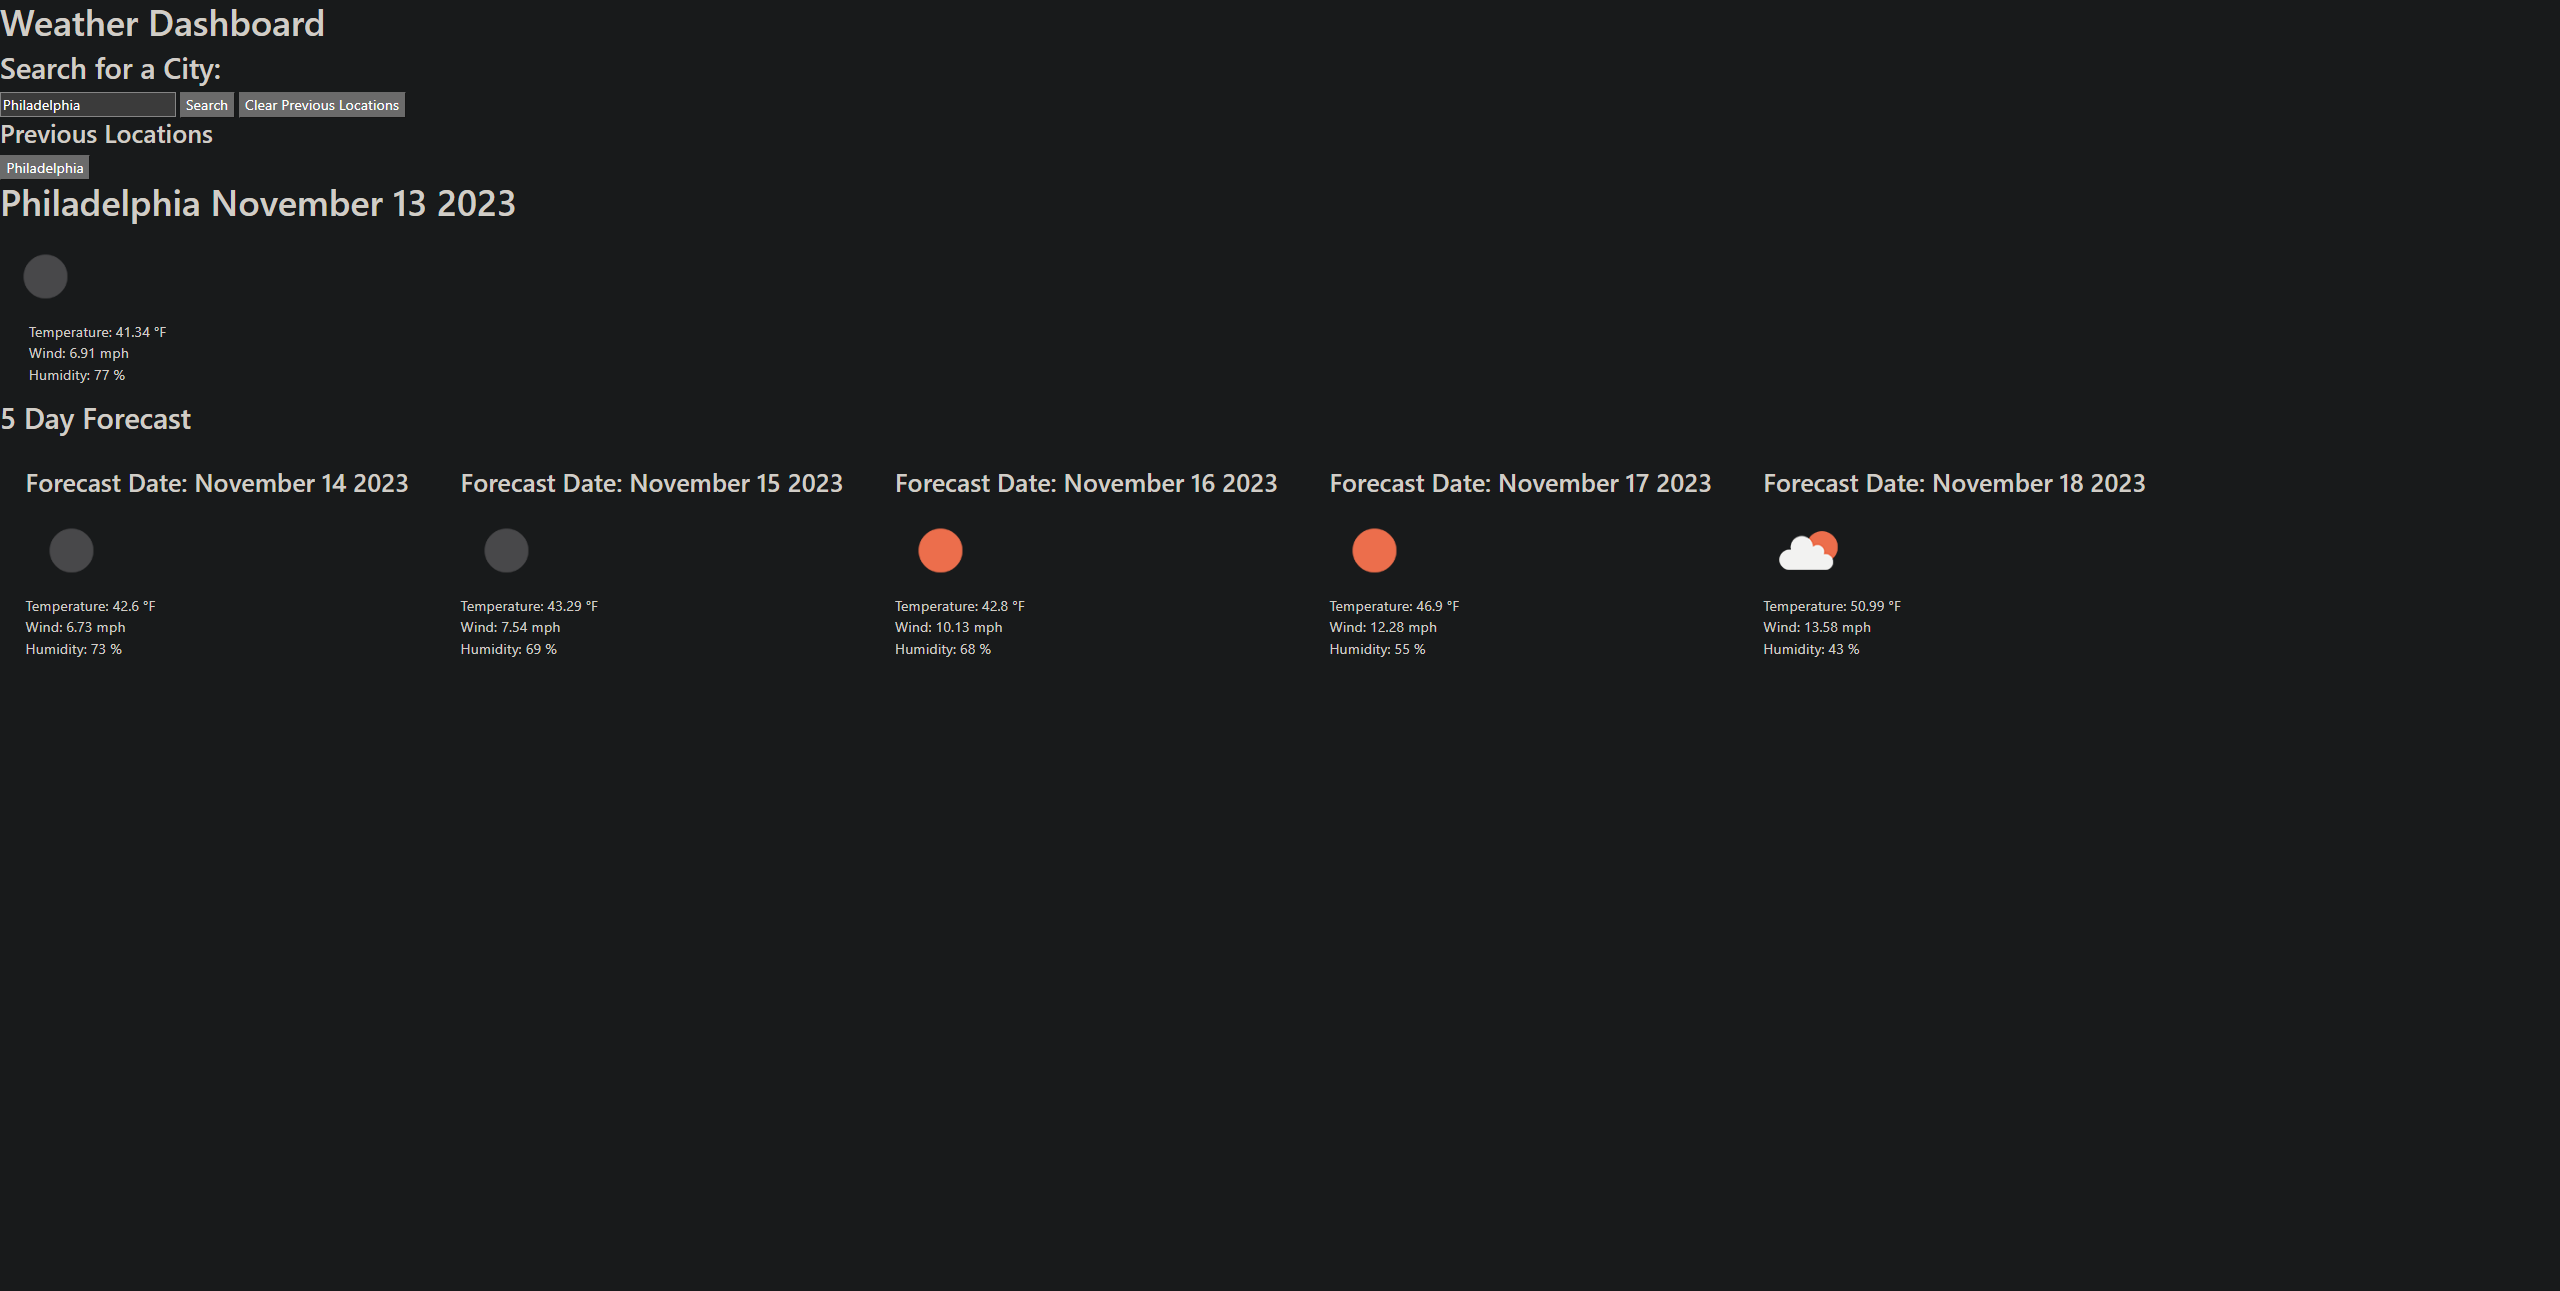 Weather Dashboard
Search for a City:
Philadelphia Search Clear Previous Locations
Previous Locations
Philadelphia
Philadelphia November 13 2023
Temperature: 41.34 °F
Wind: 6.91 mph
Humidity: 77 %
5 Day Forecast
Forecast Date: November 14 2023
Temperature: 42.6 °F
Wind: 6.73 mph
Humidity: 73 %
Forecast Date: November 15 2023
Temperature: 43.29 °F
Wind: 7.54 mph
Humidity: 69 %
Forecast Date: November 16 2023
Temperature: 42.8 °F
Wind: 10.13 mph
Humidity: 68 %
Forecast Date: November 17 2023
Temperature: 46.9 °F
Wind: 12.28 mph
Humidity: 55 %
Forecast Date: November 18 2023
Temperature: 50.99 °F
Wind: 13.58 mph
Humidity: 43 %